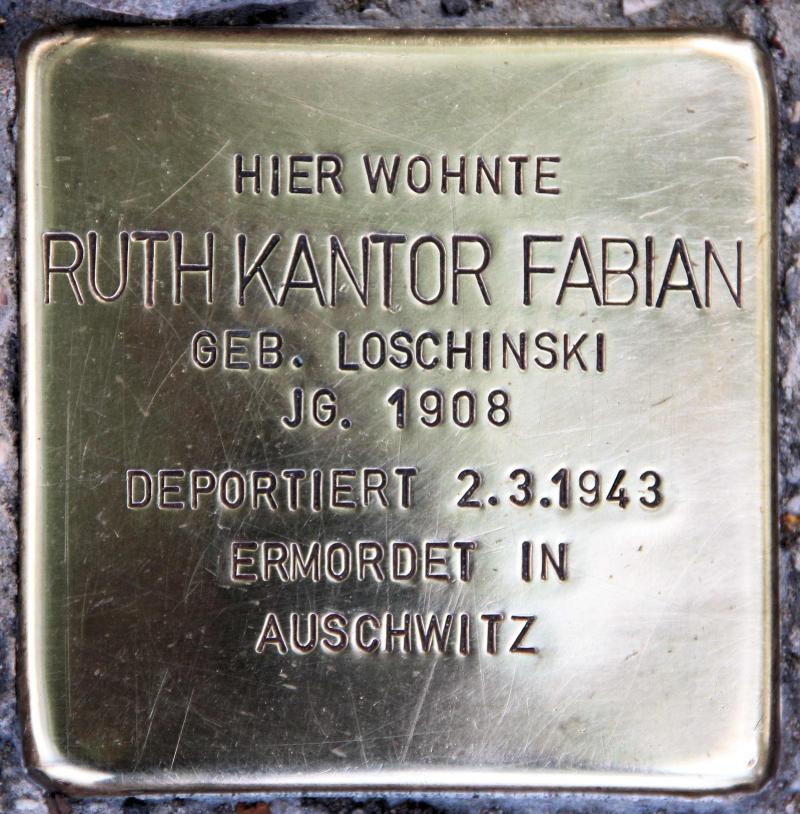 HIER WOHNTE
RUTH KANTOR FABIAN
GEB. LOSCHINSKI
JG. 1908
DEPORTIERT 2.3.1943
ERMORDET IN
AUSCHWITZ